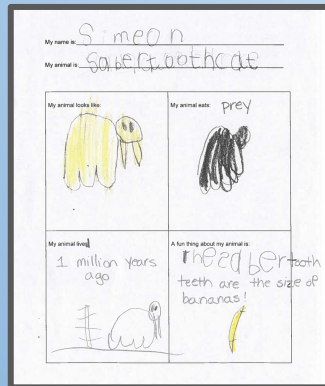 My name is: Simeon
My animal is: Sabertoothcat
My animal looks like:
My animal eats: prey
My animal lived
1 million years
ago
A fun thing about my animal is:
The saber tooth
teeth are the size of
bananas!